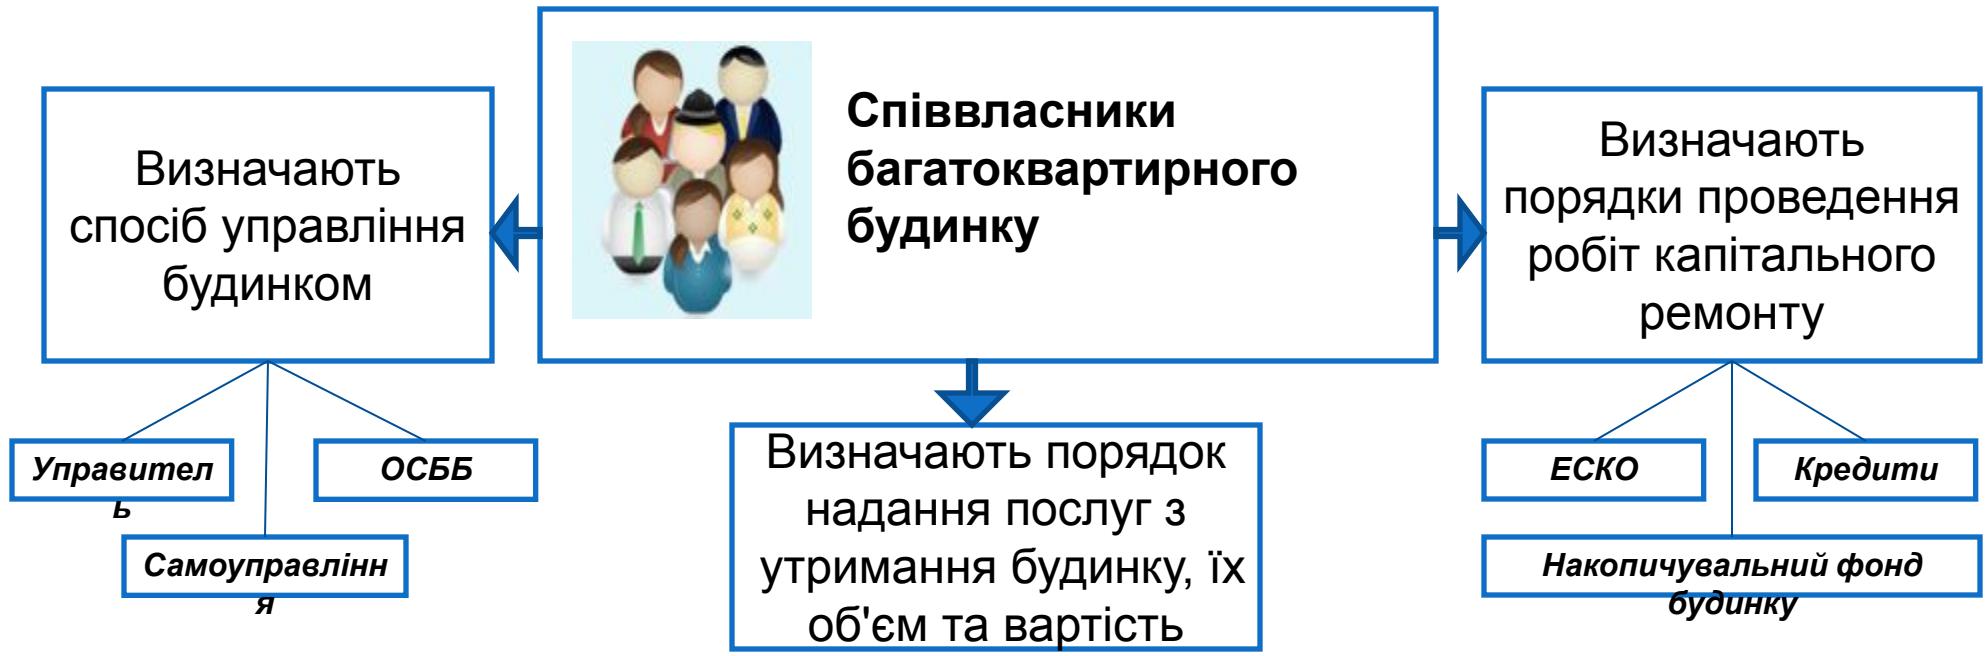 Співвласники
багатоквартирного
будинку
Визначають
спосіб управління
будинком
Управител
ь
ОСББ
Самоуправлінн
я
Визначають порядок
надання послуг з
утримання будинку, їх
об'єм та вартість
Визначають
порядки проведення
робіт капітального
ремонту
ЕСКО
Кредити
Накопичувальний фонд
будинку